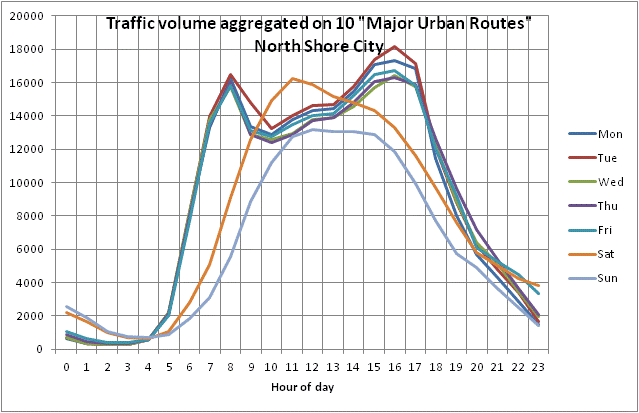 Traffic volume aggregated on 10 "Major Urban Routes"
North Shore City
20000
18000
16000
14000
12000
10000
8000
6000
4000
2000
0
0 1 2 3 4 5 6 7 8 9 10 11 12 13 14 15 16 17 18 19 20 21 22 23
Hour of day
Mon
Tue
Wed
Thu
Fri
Sat
Sun